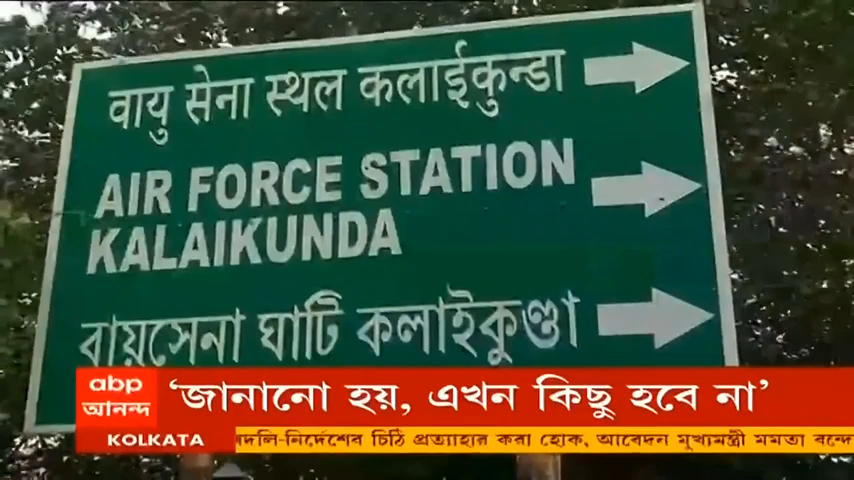 वायु सेना स्थल कलाईकुन्डा
AIR FORCE STATION
KALAIKUNDA
বায়ুসেনা ঘাটি কলাইকুণ্ডা
abp
আনন্দ
‘জানানো হয়, এখন কিছু হবে না’
KOLKATA
দলি-নির্দেশের চিঠি প্রত্যাহার করা হোক, আবেদন মুখ্যমন্ত্রী মমতা বন্দে